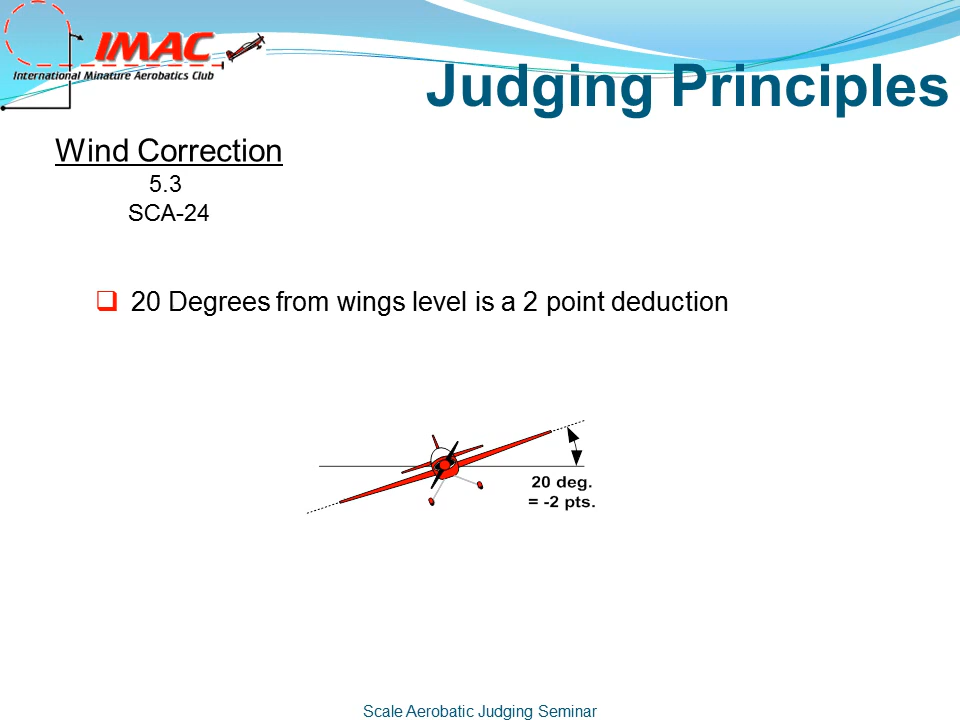 IMAC
International Minature Aerobatics Club
Judging Principles
Wind Correction
5.3
SCA-24
20 Degrees from wings level is a 2 point deduction
20 deg.
= -2 pts.
Scale Aerobatic Judging Seminar